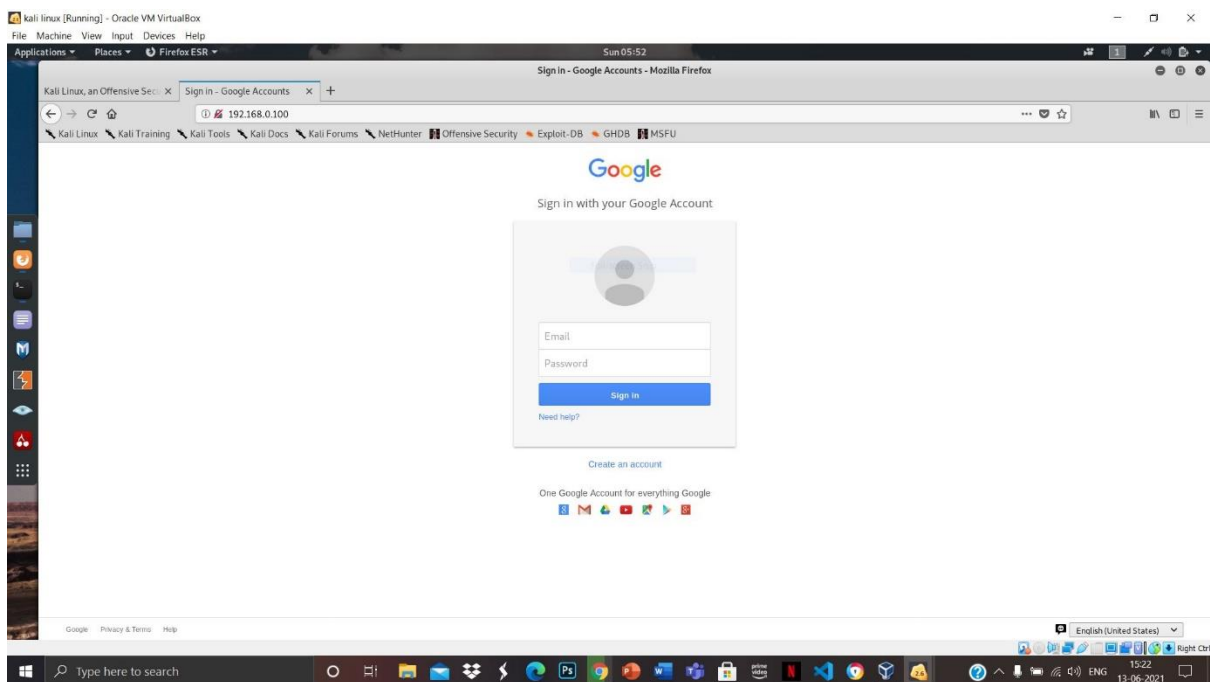 kali linux [Running] - Oracle VM VirtualBox
File Machine View Input Devices Help
Applications Places Firefox ESR Sun 05:52 1
Sign in - Google Accounts - Mozilla Firefox
Kali Linux, an Offensive Sec Sign in - Google Accounts
192.168.0.100
Kali Linux Kali Training Kali Tools Kali Docs Kali Forums NetHunter Offensive Security Exploit-DB GHDB MSFU
Google
Sign in with your Google Account
Email
Password
Sign in
Need help?
Create an account
One Google Account for everything Google
Google Privacy & Terms Help English (United States)
Right Ctrl
Type here to search ENG 15:22
13-06-2021